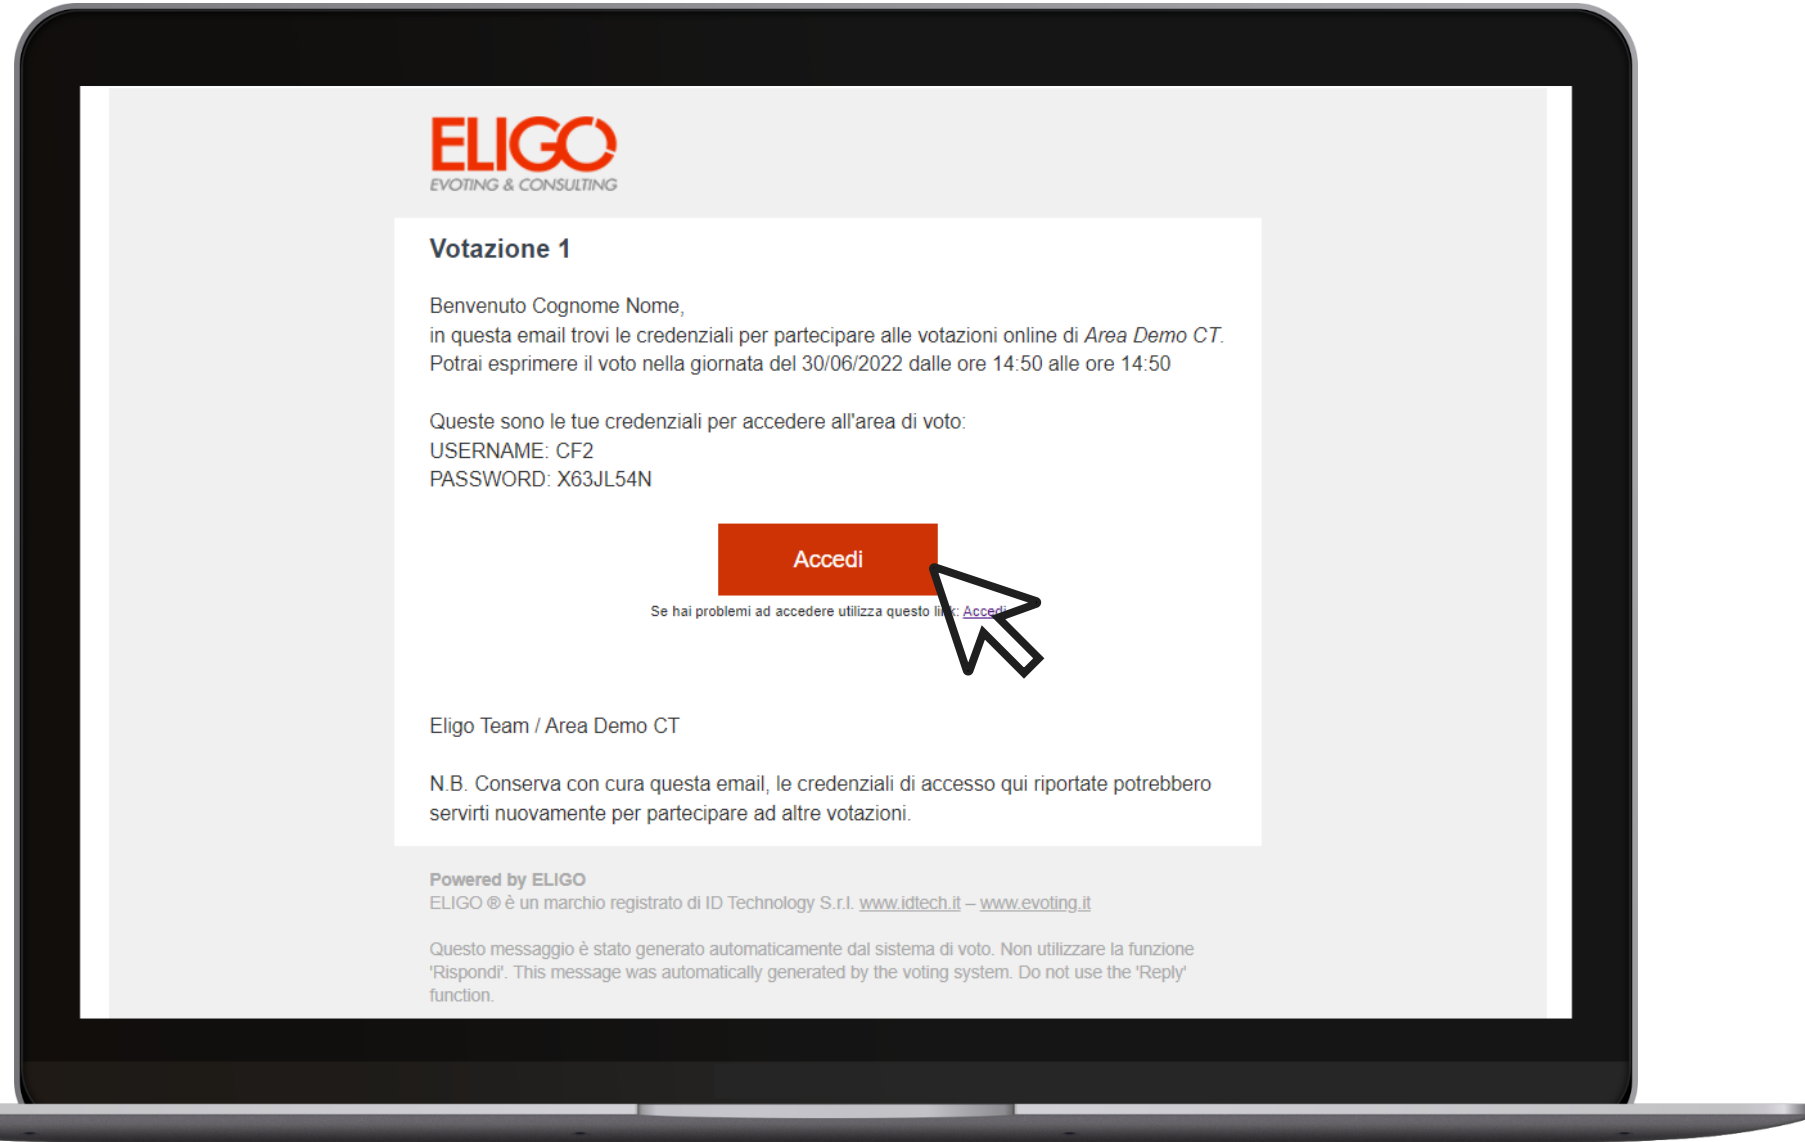 ELIGO
EVOTING & CONSULTING
Votazione 1
Benvenuto Cognome Nome,
in questa email trovi le credenziali per partecipare alle votazioni online di Area Demo CT.
Potrai esprimere il voto nella giornata del 30/06/2022 dalle ore 14:50 alle ore 14:50
Queste sono le tue credenziali per accedere all'area di voto:
USERNAME: CF2
PASSWORD: X63JL54N
Accedi
Se hai problemi ad accedere utilizza questo link: Accedi
Eligo Team / Area Demo CT
N.B. Conserva con cura questa email, le credenziali di accesso qui riportate potrebbero
servirti nuovamente per partecipare ad altre votazioni.
Powered by ELIGO
ELIGO ® è un marchio registrato di ID Technology S.r.l. www.idtech.it – www.evoting.it
Questo messaggio è stato generato automaticamente dal sistema di voto. Non utilizzare la funzione
'Rispondi'. This message was automatically generated by the voting system. Do not use the 'Reply'
function.